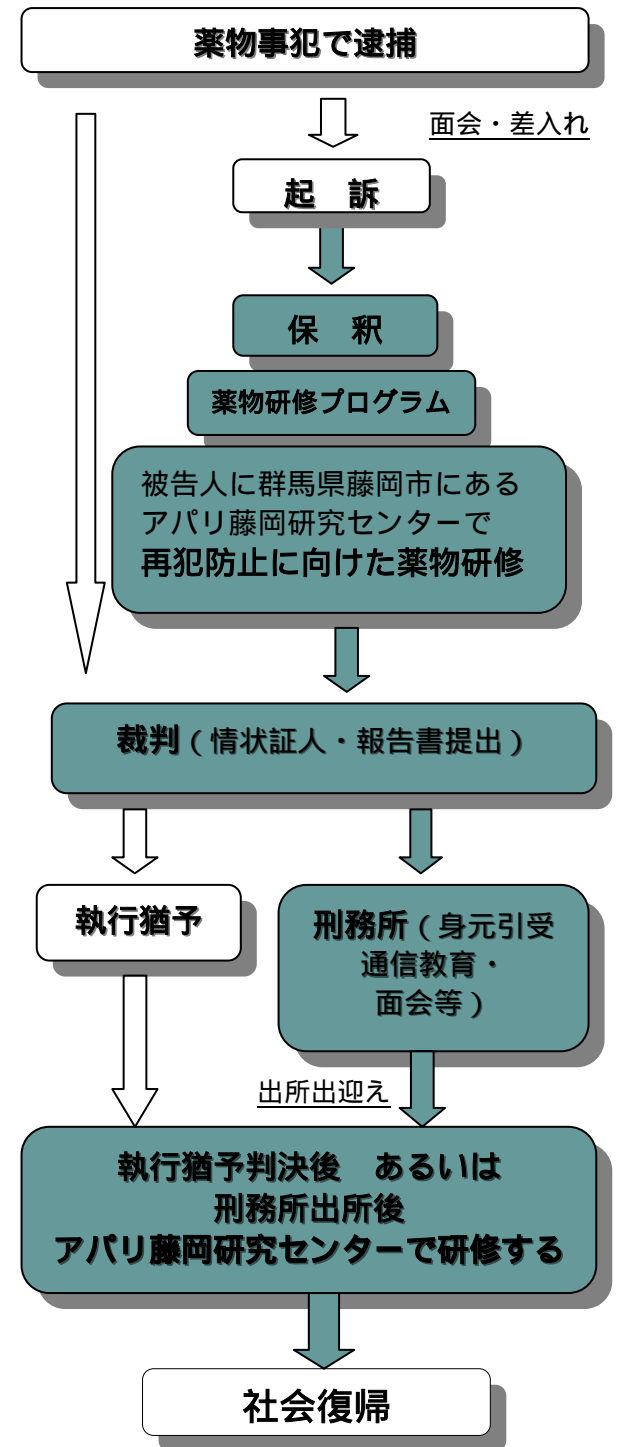 薬物事犯で逮捕
面会・差入れ
起　訴
保　釈
薬物研修プログラム
被告人に群馬県藤岡市にある
アパリ藤岡研究センターで
再犯防止に向けた薬物研修
裁判（情状証人・報告書提出）
執行猶予
刑務所（身元引受
通信教育・
面会等）
出所出迎え
執行猶予判決後　あるいは
刑務所出所後
アパリ藤岡研究センターで研修する
社会復帰